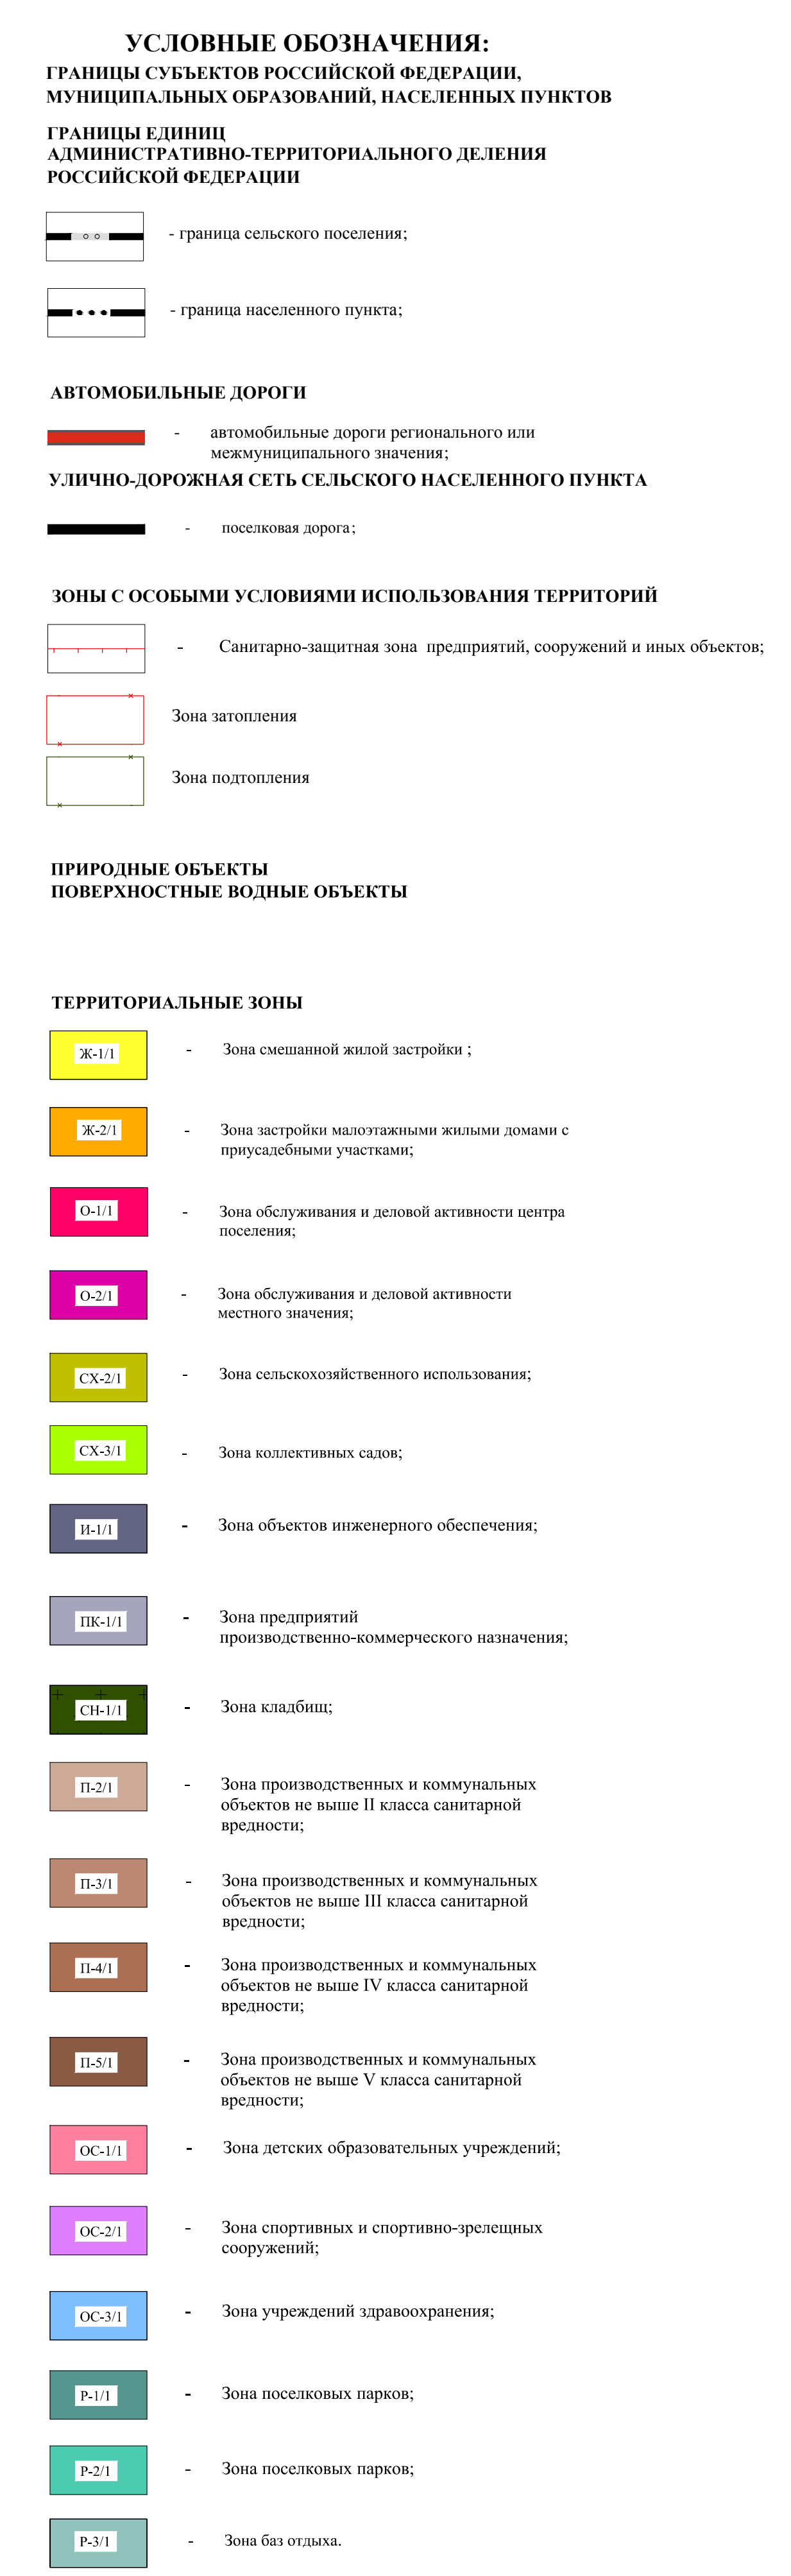 УСЛОВНЫЕ ОБОЗНАЧЕНИЯ:
ГРАНИЦЫ СУБЪЕКТОВ РОССИЙСКОЙ ФЕДЕРАЦИИ,
МУНИЦИПАЛЬНЫХ ОБРАЗОВАНИЙ, НАСЕЛЕННЫХ ПУНКТОВ
ГРАНИЦЫ ЕДИНИЦ
АДМИНИСТРАТИВНО-ТЕРРИТОРИАЛЬНОГО ДЕЛЕНИЯ
РОССИЙСКОЙ ФЕДЕРАЦИИ
- граница сельского поселения;
- граница населенного пункта;
АВТОМОБИЛЬНЫЕ ДОРОГИ
- автомобильные дороги регионального или
межмуниципального значения;
УЛИЧНО-ДОРОЖНАЯ СЕТЬ СЕЛЬСКОГО НАСЕЛЕННОГО ПУНКТА
- поселковая дорога;
ЗОНЫ С ОСОБЫМИ УСЛОВИЯМИ ИСПОЛЬЗОВАНИЯ ТЕРРИТОРИЙ
- Санитарно-защитная зона предприятий, сооружений и иных объектов;
Зона затопления
Зона подтопления
ПРИРОДНЫЕ ОБЪЕКТЫ
ПОВЕРХНОСТНЫЕ ВОДНЫЕ ОБЪЕКТЫ
ТЕРРИТОРИАЛЬНЫЕ ЗОНЫ
Ж-1/1 - Зона смешанной жилой застройки ;
Ж-2/1 - Зона застройки малоэтажными жилыми домами с
приусадебными участками;
О-1/1 - Зона обслуживания и деловой активности центра
поселения;
О-2/1 - Зона обслуживания и деловой активности
местного значения;
СХ-2/1 - Зона сельскохозяйственного использования;
СХ-3/1 - Зона коллективных садов;
И-1/1 - Зона объектов инженерного обеспечения;
ПК-1/1 - Зона предприятий
производственно-коммерческого назначения;
СН-1/1 - Зона кладбищ;
П-2/1 - Зона производственных и коммунальных
объектов не выше II класса санитарной
вредности;
П-3/1 - Зона производственных и коммунальных
объектов не выше III класса санитарной
вредности;
П-4/1 - Зона производственных и коммунальных
объектов не выше IV класса санитарной
вредности;
П-5/1 - Зона производственных и коммунальных
объектов не выше V класса санитарной
вредности;
ОС-1/1 - Зона детских образовательных учреждений;
ОС-2/1 - Зона спортивных и спортивно-зрелещных
сооружений;
ОС-3/1 - Зона учреждений здравоохранения;
Р-1/1 - Зона поселковых парков;
Р-2/1 - Зона поселковых парков;
Р-3/1 - Зона баз отдыха.